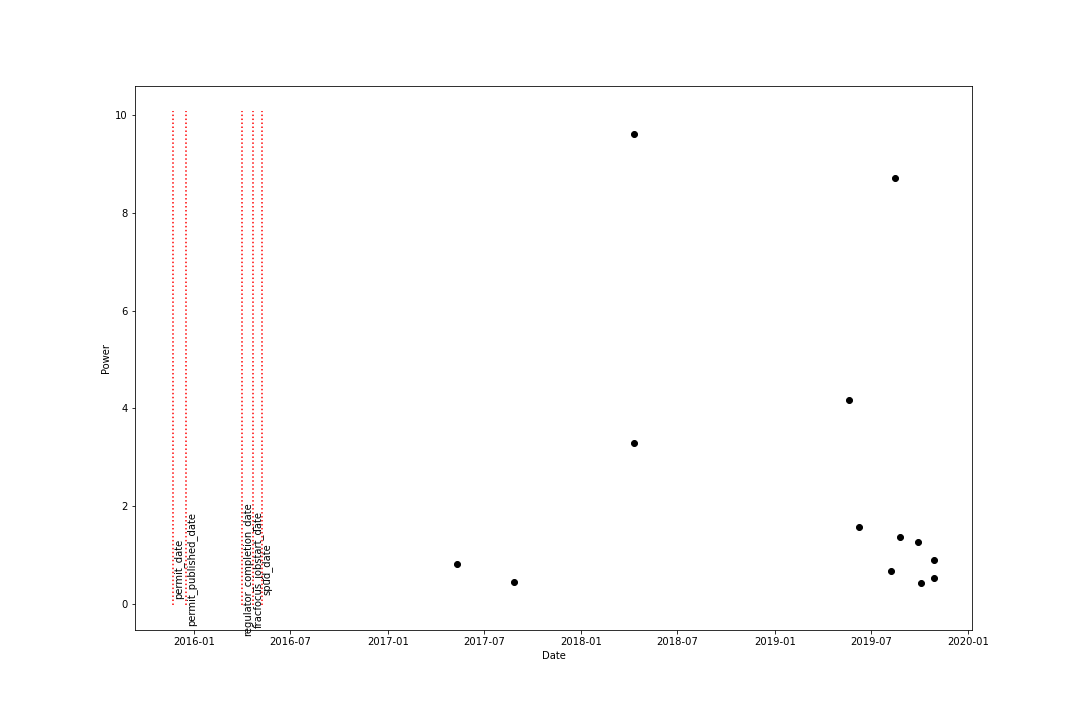 10
8
6
4
2
0
Power
permit_date
permit_published_date
regulator_completion_date
fracfocus_jobstart_date
spud_date
2016-01 2016-07 2017-01 2017-07 2018-01 2018-07 2019-01 2019-07 2020-01
Date